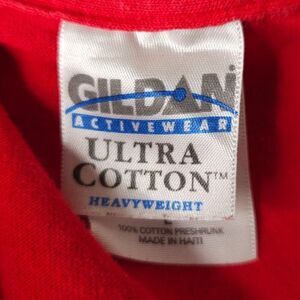 GILDAN
ACTIVEWEAR
ULTRA
COTTON™
HEAVYWEIGHT
L
100% COTTON PRESHRUNK
MADE IN HAITI